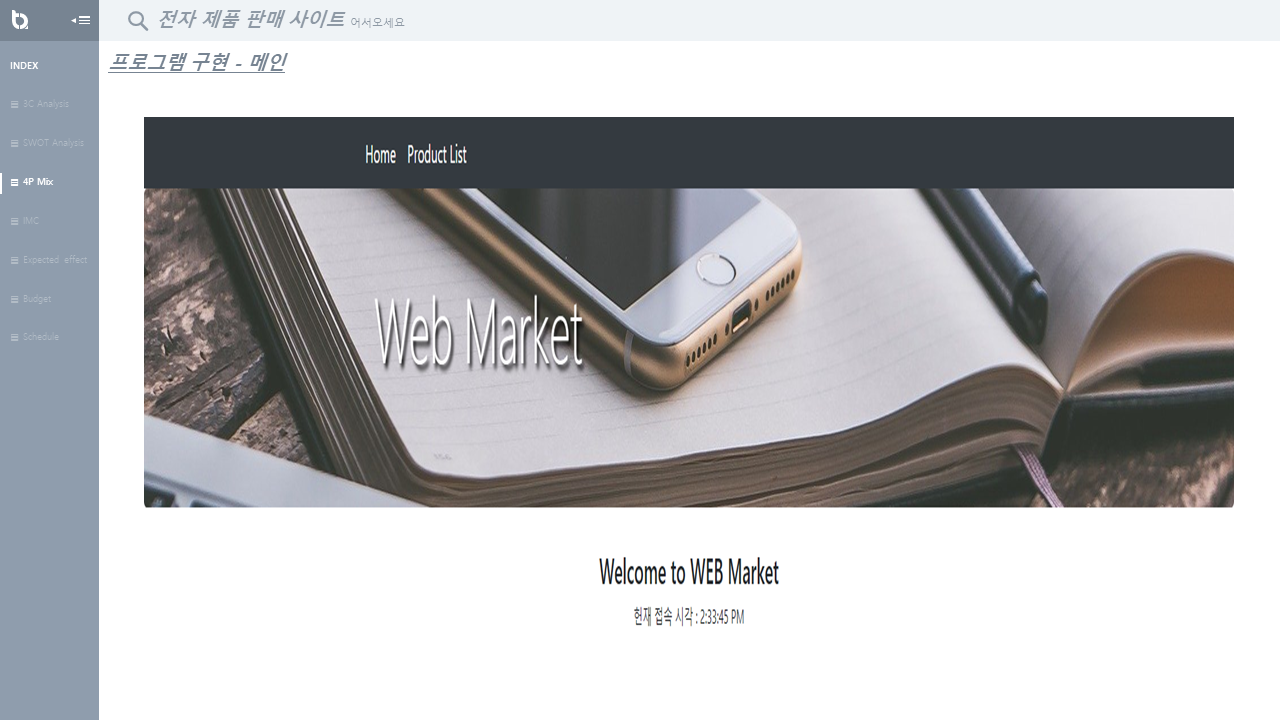 전자 제품 판매 사이트 어서오세요
INDEX
프로그램 구현 - 메인
3C Analysis
SWOT Analysis
4P Mix
IMC
Expected effect
Budget
Schedule
Home Product List
Web Market
Welcome to WEB Market
현재 접속 시각 : 2:33:45 PM